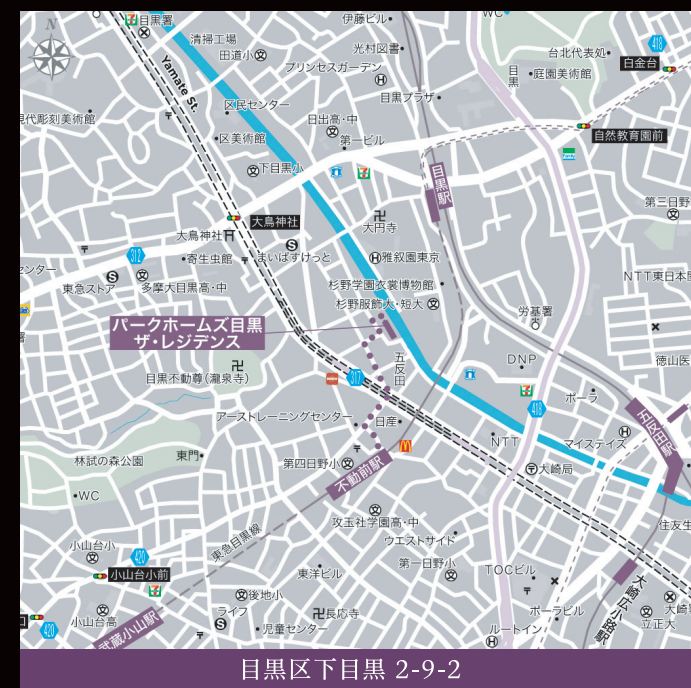 N
目黒署
伊藤ビル
WC
418
清掃工場
光村図書
台北代表処
田道小
プリンセスガーデン
白金台
Yamate St.
目黒
庭園美術館
目黒プラザ
区民センター
現代彫刻美術館
日出高・中
区美術館
第一ビル
自然教育園前
下目黒小
目黒駅
第三日野
大鳥神社
大円寺
大鳥神社
312
寄生虫館
まいばすけっと
雅叙園東京
センター
東急ストア
多摩大目黒高・中
杉野学園衣裳博物館
NTT東日本
杉野服飾大・短大
労基署
パークホームズ目黒
ザ・レジデンス
五反田
DNP
徳山医
目黒不動尊(瀧泉寺)
317
418
ポーラ
五反田駅
アーストレーニングセンター
日産
NTT
マイステイズ
林試の森公園
東門
第四日野小
不動前駅
大崎局
WC
攻玉社学園高・中
住友生
小山台小
東急目黒線
ウエストサイド
420
小山台小前
東洋ビル
第一日野小
TOCビル
大崎広小路駅
後地小
小山台高
ライフ
長応寺
ポーラビル
大崎
立正大
口
420
武蔵小山駅
児童センター
ルートイン
目黒区下目黒 2-9-2